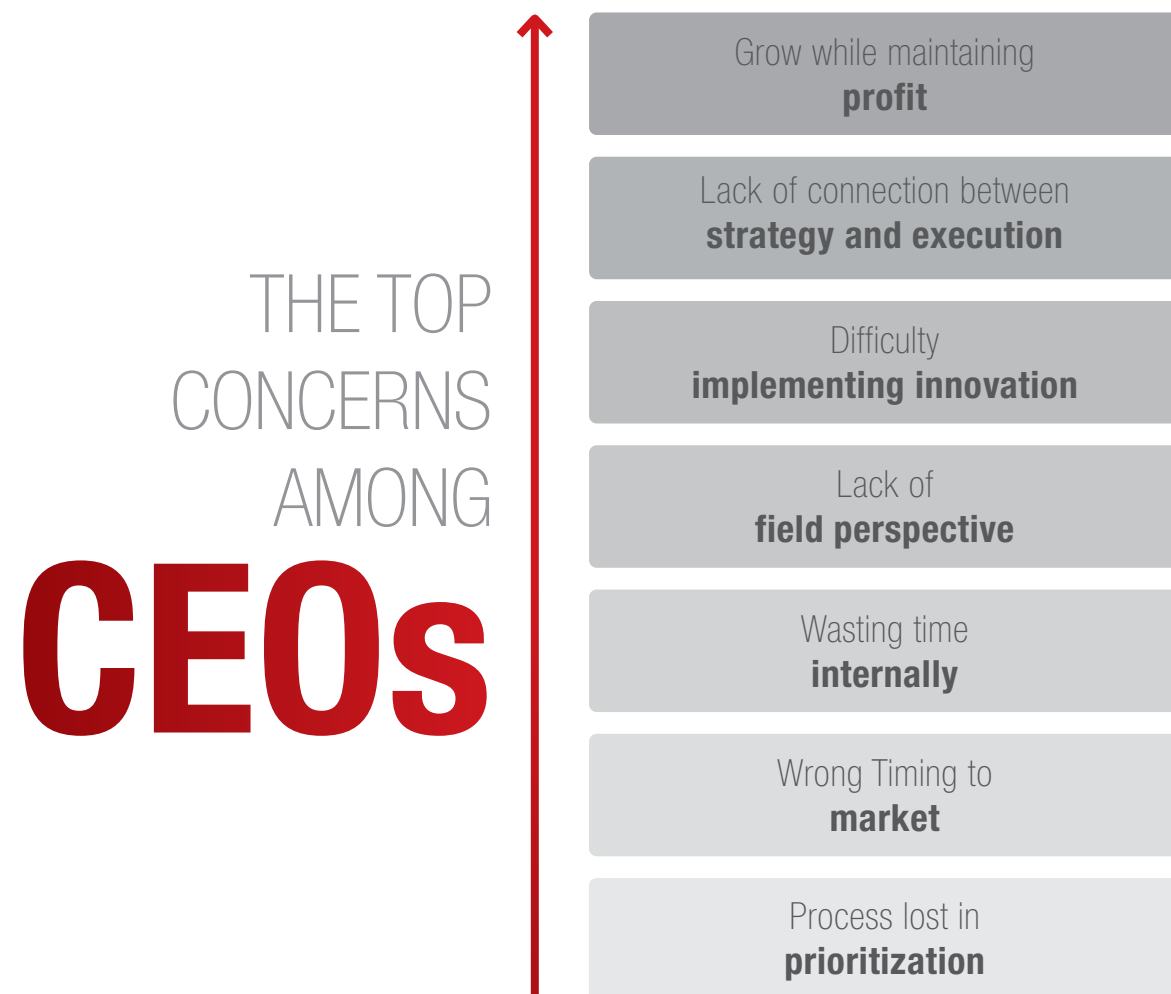 THE TOP
CONCERNS
AMONG
CEOs
Grow while maintaining
profit
Lack of connection between
strategy and execution
Difficulty
implementing innovation
Lack of
field perspective
Wasting time
internally
Wrong Timing to
market
Process lost in
prioritization